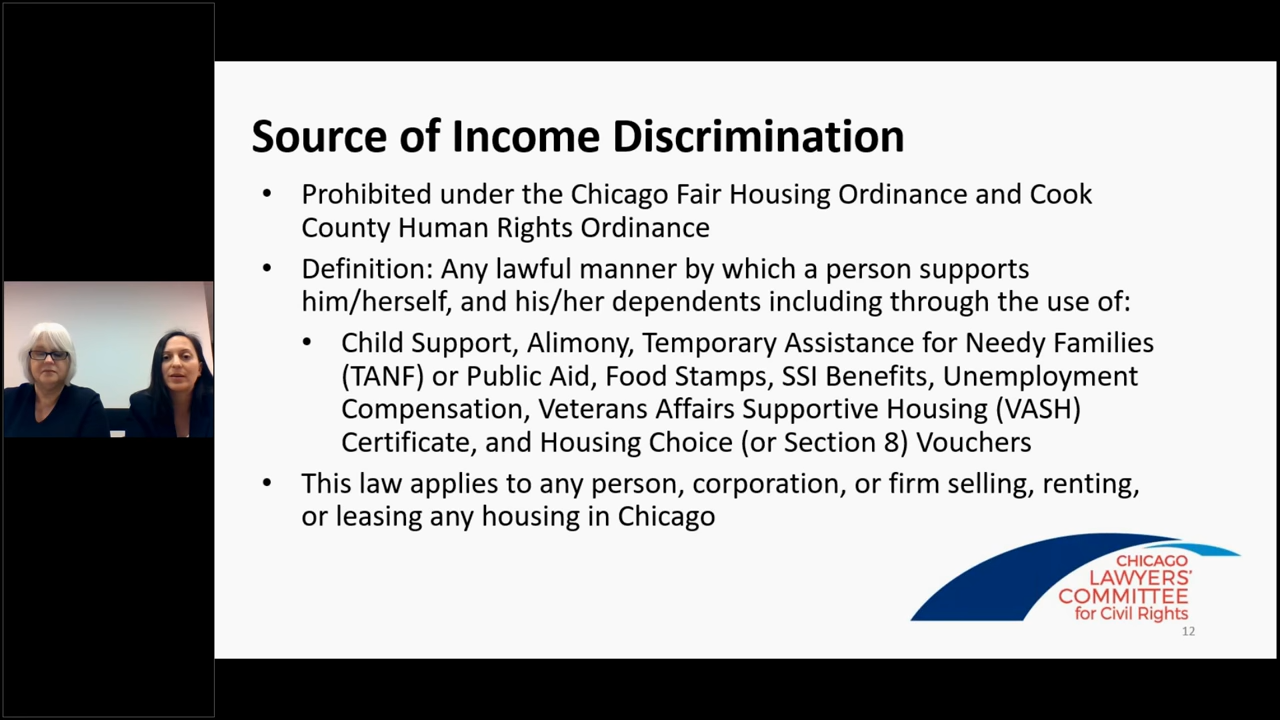 Source of Income Discrimination
• Prohibited under the Chicago Fair Housing Ordinance and Cook
County Human Rights Ordinance
• Definition: Any lawful manner by which a person supports
him/herself, and his/her dependents including through the use of:
• Child Support, Alimony, Temporary Assistance for Needy Families
(TANF) or Public Aid, Food Stamps, SSI Benefits, Unemployment
Compensation, Veterans Affairs Supportive Housing (VASH)
Certificate, and Housing Choice (or Section 8) Vouchers
• This law applies to any person, corporation, or firm selling, renting,
or leasing any housing in Chicago
CHICAGO
LAWYERS'
COMMITTEE
for Civil Rights
12